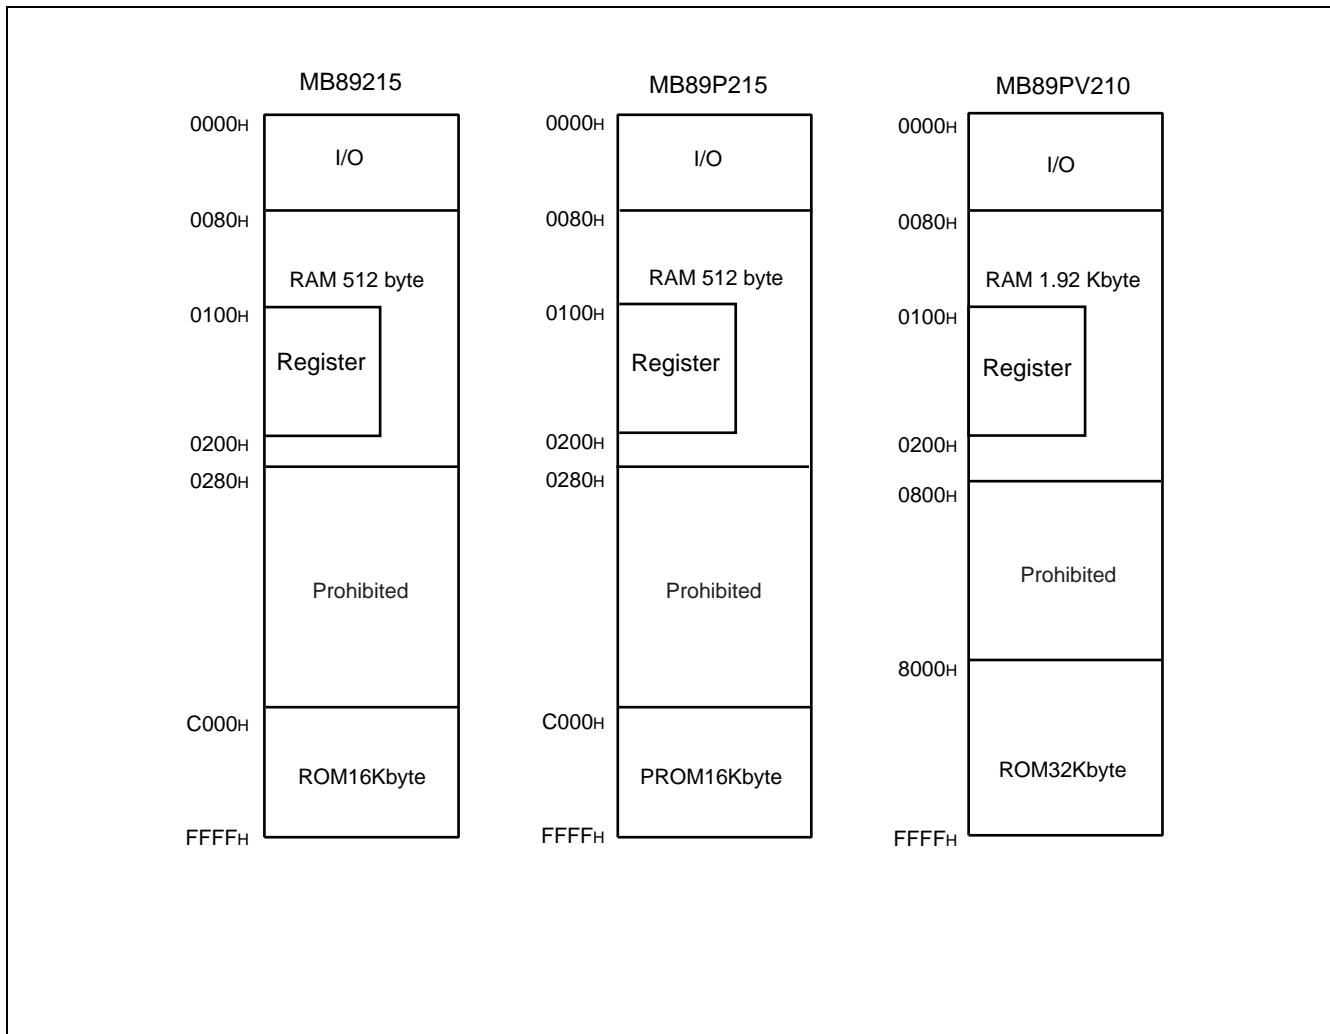 MB89215
0000H
I/O
0080H
RAM 512 byte
0100H
Register
0200H
0280H
Prohibited
C000H
ROM16Kbyte
FFFFH
MB89P215
0000H
I/O
0080H
RAM 512 byte
0100H
Register
0200H
0280H
Prohibited
C000H
PROM16Kbyte
FFFFH
MB89PV210
0000H
I/O
0080H
RAM 1.92 Kbyte
0100H
Register
0200H
0800H
Prohibited
8000H
ROM32Kbyte
FFFFH